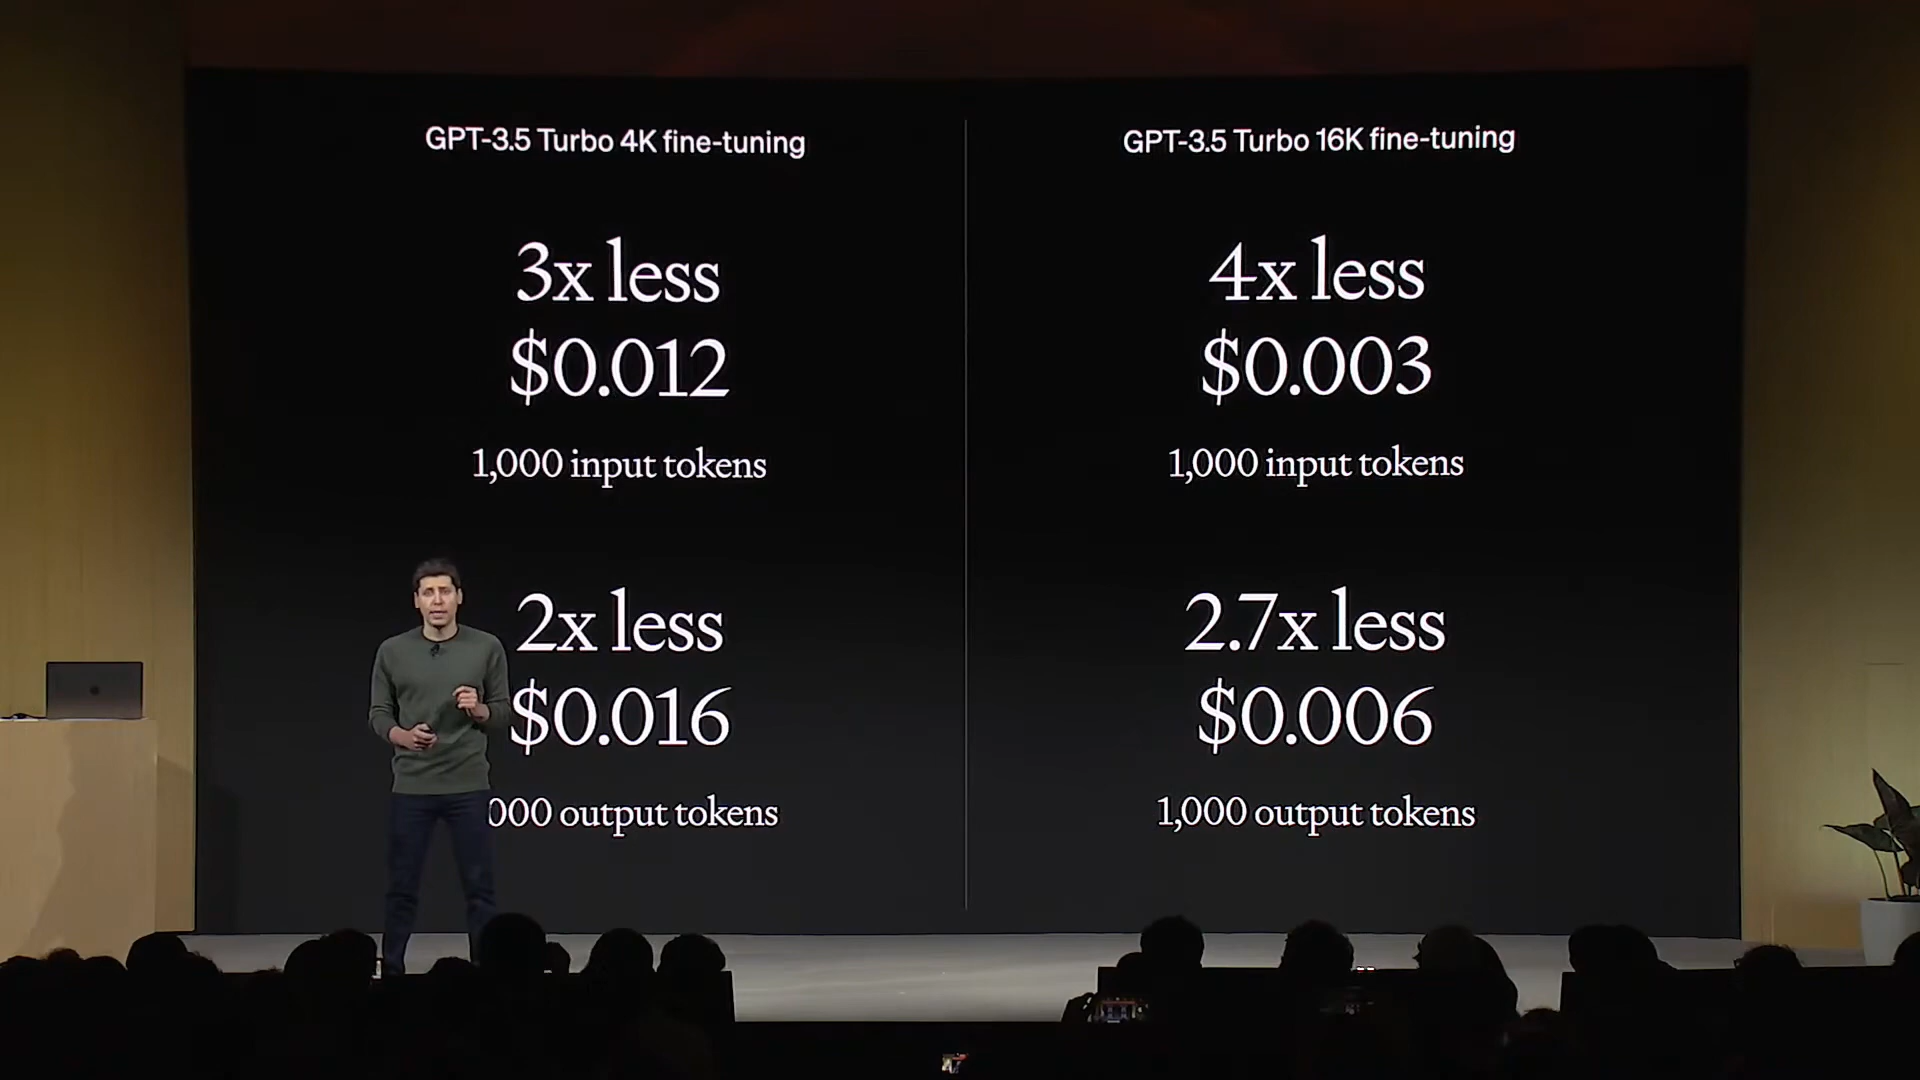 GPT-3.5 Turbo 4K fine-tuning
3x less
$0.012
1,000 input tokens
2x less
$0.016
000 output tokens
GPT-3.5 Turbo 16K fine-tuning
4x less
$0.003
1,000 input tokens
2.7x less
$0.006
1,000 output tokens